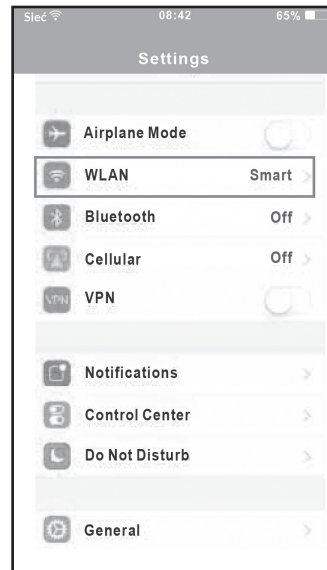 Sieć 08:42 65%
Settings
Airplane Mode
WLAN Smart
Bluetooth Off
Cellular Off
VPN VPN
Notifications
Control Center
Do Not Disturb
General